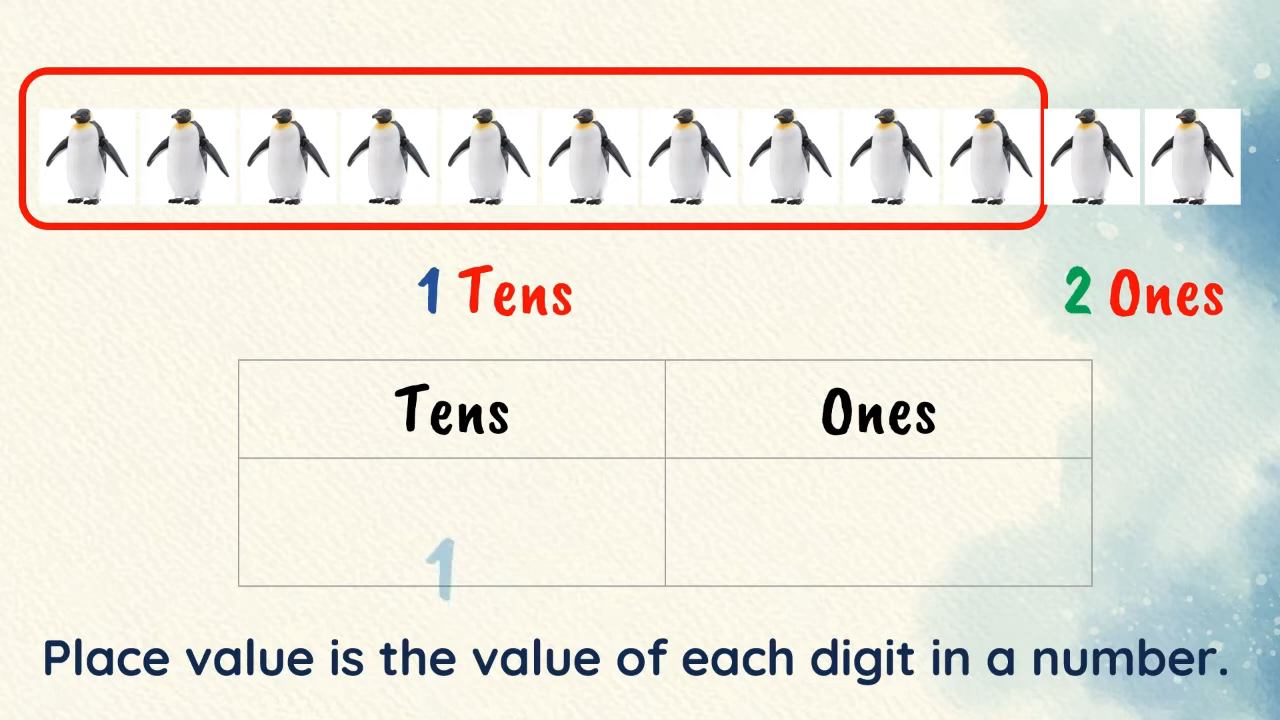 1 Tens 2 Ones
Tens Ones
1
Place value is the value of each digit in a number.